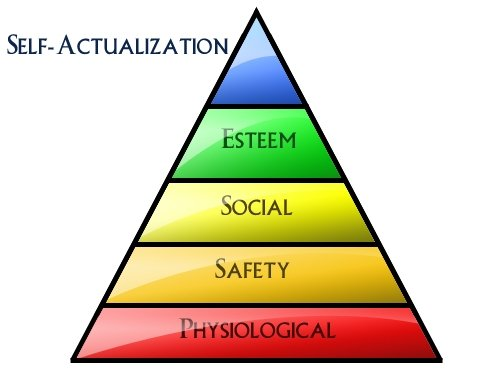 Self-Actualization
Esteem
Social
Safety
Physiological